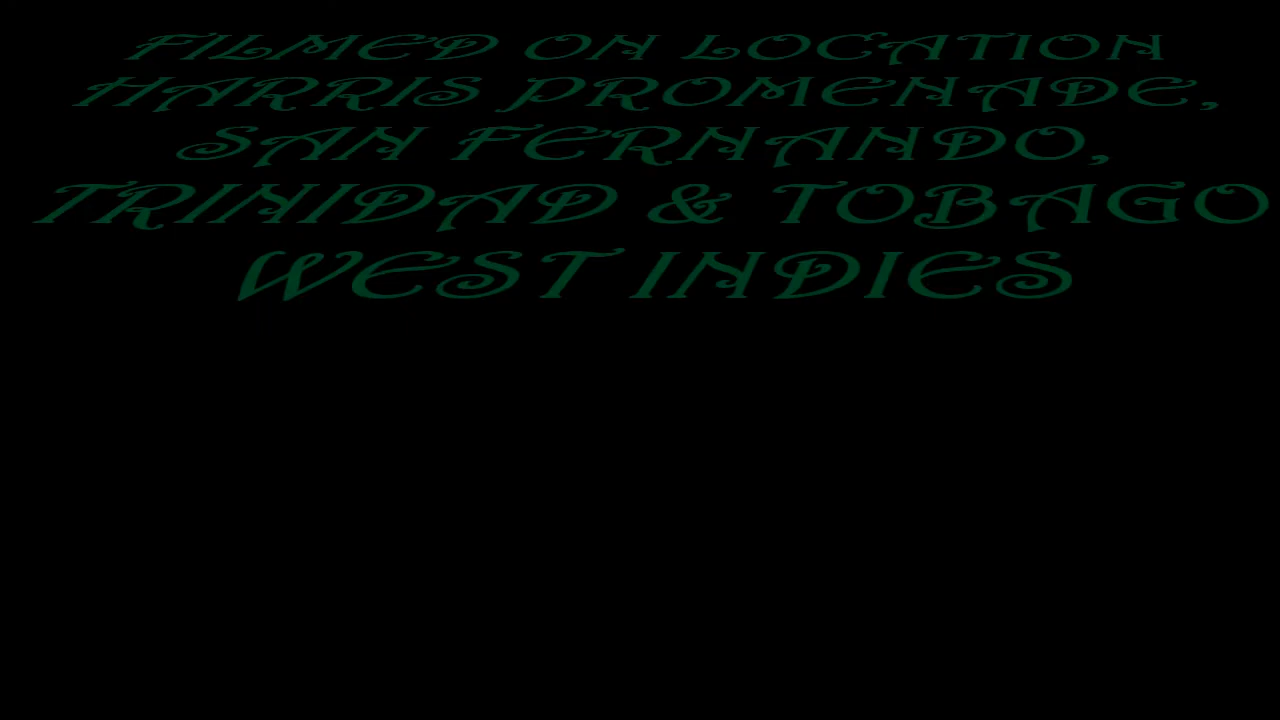 FILMED ON LOCATION
HARRIS PROMENADE,
SAN FERNANDO,
TRINIDAD & TOBAGO
WEST INDIES